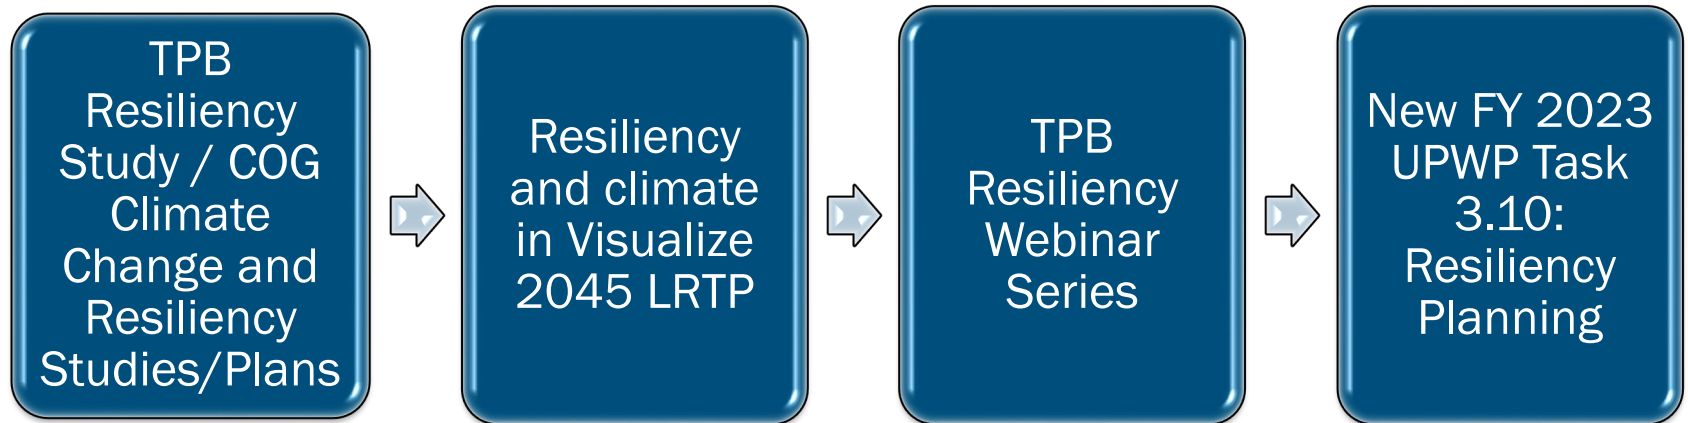 TPB
Resiliency
Study / COG
Climate
Change and
Resiliency
Studies/Plans
Resiliency
and climate
in Visualize
2045 LRTP
TPB
Resiliency
Webinar
Series
New FY 2023
UPWP Task
3.10:
Resiliency
Planning